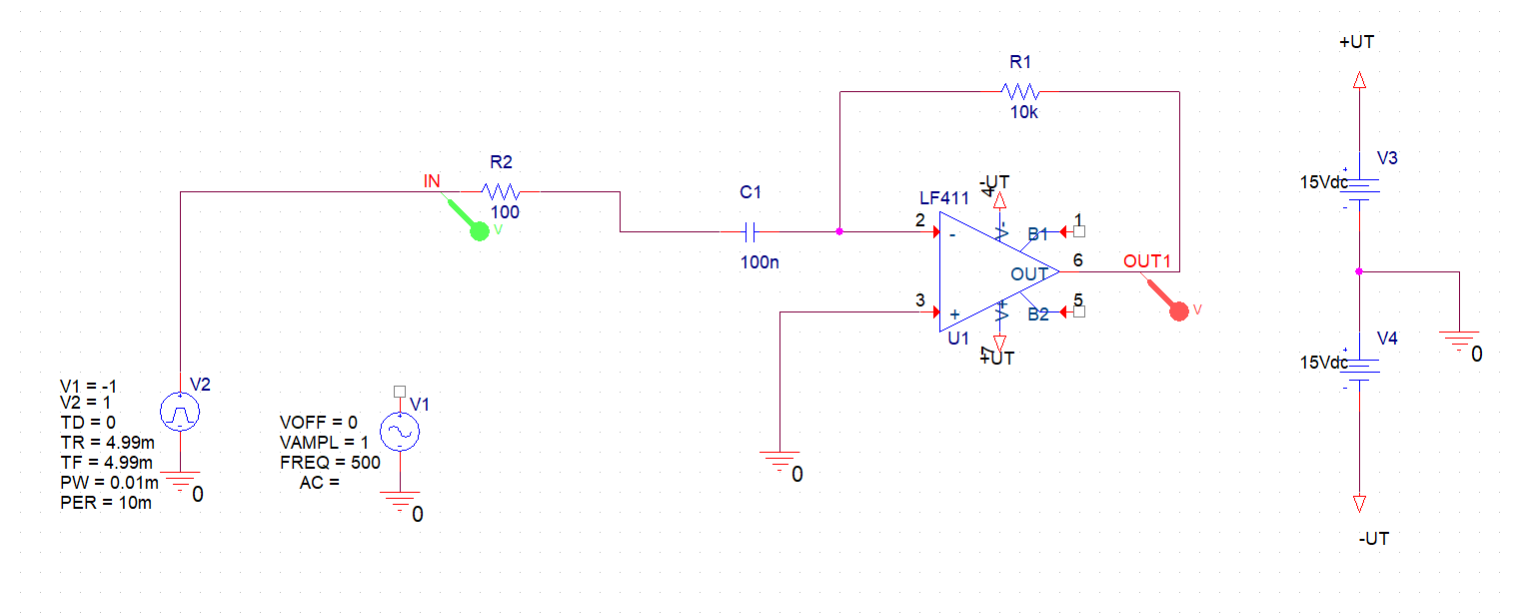 +UT
R1
10k
V3
15Vdc
+
-
R2
IN
100
V
C1
100n
LF411
-UT
4
2
-
V-
B1
1
OUT
6
OUT1
V
3
+
V+
B2
5
U1
7
+UT
0
V4
15Vdc
+
-
0
V1 = -1
V2 = 1
TD = 0
TR = 4.99m
TF = 4.99m
PW = 0.01m
PER = 10m
V2
+
-
0
V1
+
-
VOFF = 0
VAMPL = 1
FREQ = 500
AC =
0
-UT